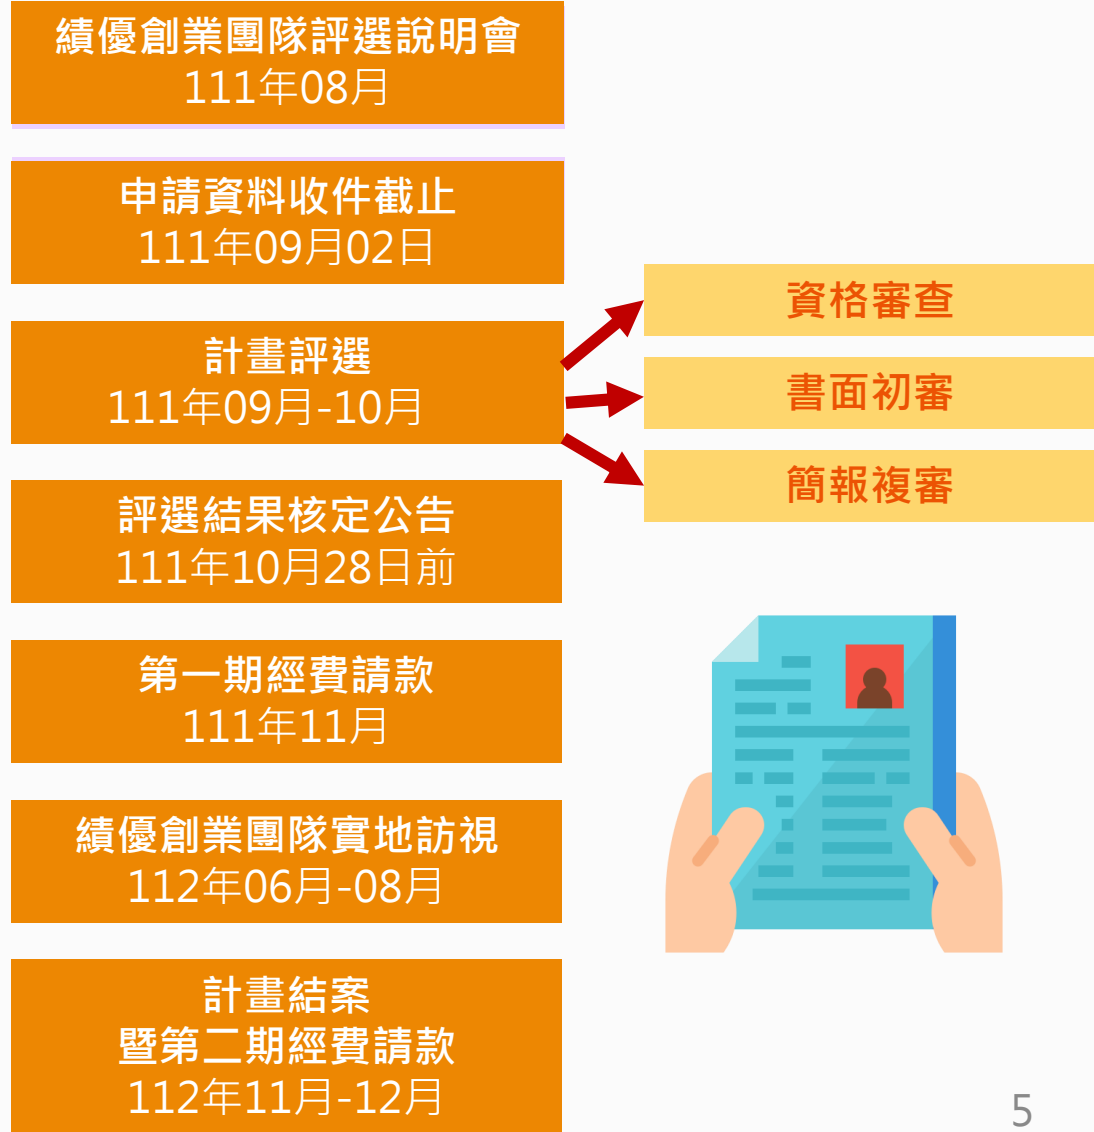 績優創業團隊評選說明會
111年08月
申請資料收件截止
111年09月02日
計畫評選
111年09月-10月
資格審查
書面初審
簡報複審
評選結果核定公告
111年10月28日前
第一期經費請款
111年11月
績優創業團隊實地訪視
112年06月-08月
計畫結案
暨第二期經費請款
112年11月-12月
5